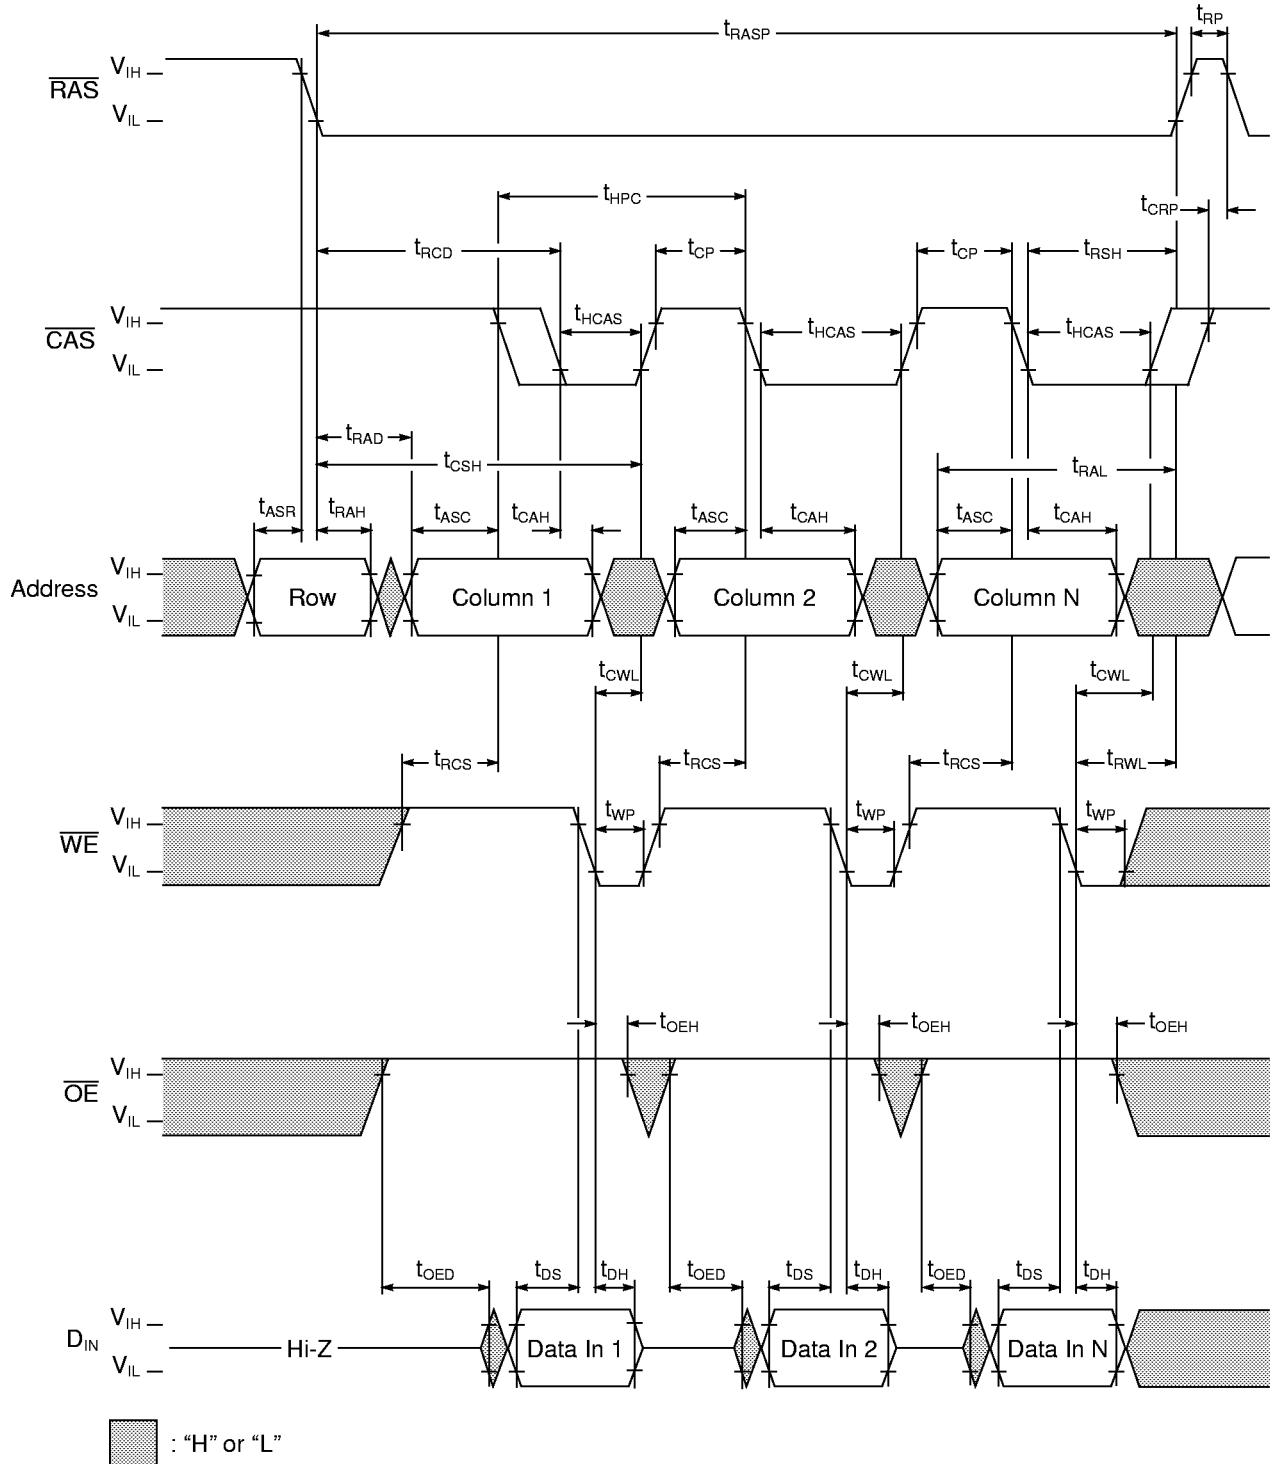 tRP
tRASP
RAS
VIH
VIL
tHPC
tCRP
tRCD
tCP
tCP
tRSH
CAS
VIH
VIL
tHCAS
tHCAS
tHCAS
tRAD
tCSH
tRAL
tASR
tRAH
tASC
tCAH
tASC
tCAH
tASC
tCAH
Address
VIH
VIL
Row
Column 1
Column 2
Column N
tCWL
tCWL
tCWL
tRCS
tRCS
tRCS
tRWL
WE
VIH
VIL
tWP
tWP
tWP
tOEH
tOEH
tOEH
OE
VIH
VIL
tOED
tDS
tDH
tOED
tDS
tDH
tOED
tDS
tDH
DIN
VIH
VIL
Hi-Z
Data In 1
Data In 2
Data In N
: “H” or “L”